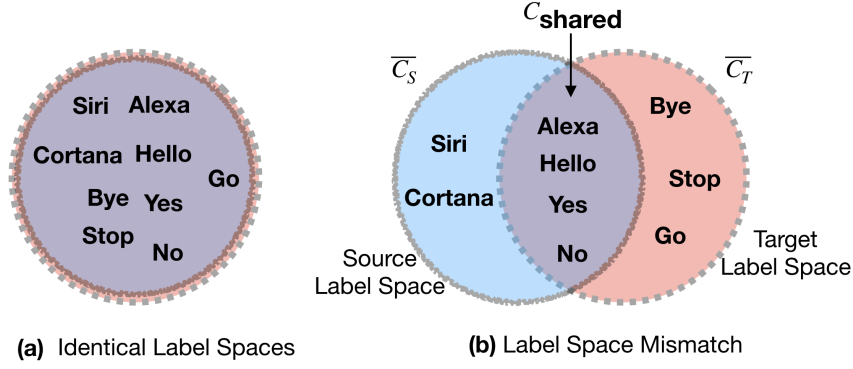 C shared
C̅_S̅
C̅_T̅
Siri Alexa
Cortana Hello
Go
Bye Yes
Stop
No
Siri
Cortana
Alexa
Hello
Yes
No
Bye
Stop
Go
Source
Label Space
Target
Label Space
(a) Identical Label Spaces
(b) Label Space Mismatch